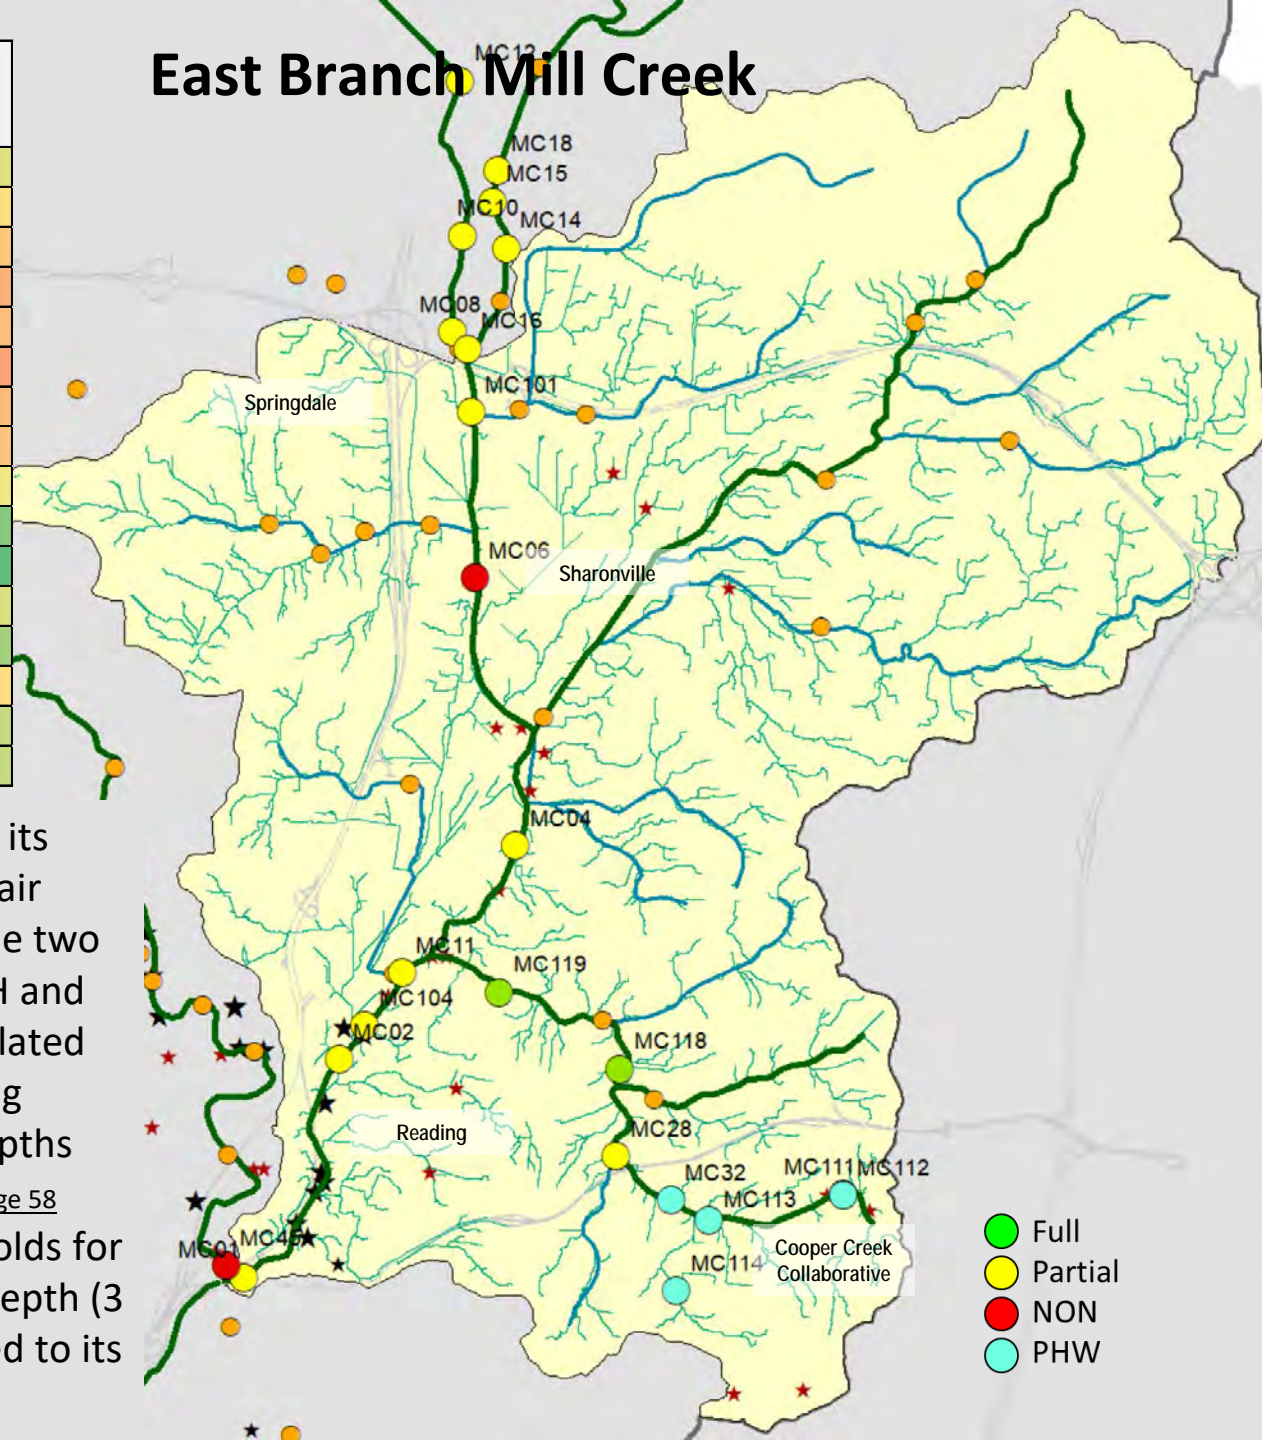 East Branch Mill Creek
MC12
MC18
MC15
MC10
MC14
MC08
MC16
MC101
Springdale
MC06
Sharonville
MC04
MC11
MC119
MC104
MC02
MC118
Reading
MC28
MC32
MC111
MC112
MC113
MC01
MC114
Cooper Creek
Collaborative
Full
Partial
NON
PHW
its
air
e two
and
lated
g
pths
ge 58
olds for
epth (3
d to its